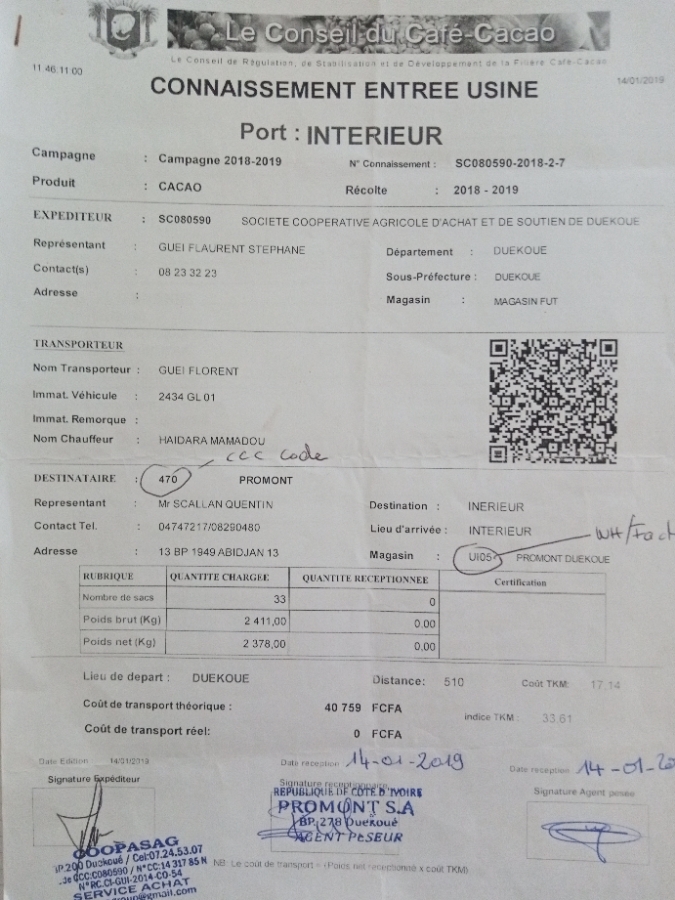 Le Conseil du Café-Cacao
Le Conseil de Régulation, de Stabilisation et de Développement de la Filière Café-Cacao
11.46.11.00
14/01/2019
CONNAISSEMENT ENTREE USINE
Port : INTERIEUR
Campagne : Campagne 2018-2019 N° Connaissement : SC080590-2018-2-7
Produit : CACAO Récolte : 2018 - 2019
EXPEDITEUR : SC080590 SOCIETE COOPERATIVE AGRICOLE D'ACHAT ET DE SOUTIEN DE DUEKOUE
Représentant : GUEI FLAURENT STEPHANE Département : DUEKOUE
Contact(s) : 08 23 32 23 Sous-Préfecture : DUEKOUE
Adresse : Magasin : MAGASIN FUT
TRANSPORTEUR
Nom Transporteur : GUEI FLORENT
Immat. Véhicule : 2434 GL 01
Immat. Remorque :
Nom Chauffeur : HAIDARA MAMADOU
ccc code
DESTINATAIRE : 470 PROMONT
Representant : Mr SCALLAN QUENTIN Destination : INERIEUR
Contact Tel. : 04747217/08290480 Lieu d'arrivée : INTERIEUR
WH/Fact
Adresse : 13 BP 1949 ABIDJAN 13 Magasin : UI05 PROMONT DUEKOUE
RUBRIQUE QUANTITE CHARGEE QUANTITE RECEPTIONNEE Certification
Nombre de sacs 33 0
Poids brut (Kg) 2 411,00 0,00
Poids net (Kg) 2 378,00 0,00
Lieu de depart : DUEKOUE Distance: 510 Coût TKM: 17,14
Coût de transport théorique : 40 759 FCFA indice TKM : 33.61
Coût de transport réel: 0 FCFA
Date Edition 14/01/2019 Date reception 14-01-2019 Date reception 14-01-20
Signature Expéditeur Signature receptionnaire Signature Agent pesée
REPUBLIQUE DE COTE D'IVOIRE
PROMONT S.A
BP 278 Duekoué
AGENT PESEUR
COOPASAG
BP.200 Duekoué / Cel:07.24.53.07
CCC:C080590 / N°CC:14 317 85 N
N°RC.CI-GUI-2014-CO-54
SERVICE ACHAT
@gmail.com
NB: Le coût de transport = (Poids net réceptionné x coût TKM)